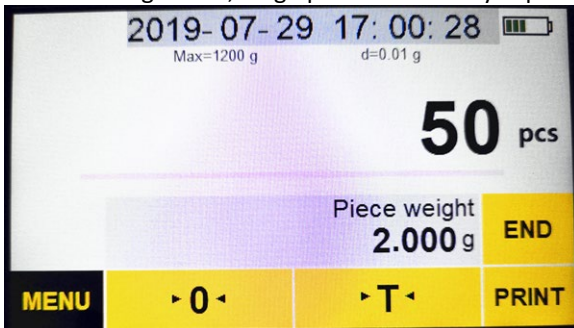 2019-07-29 17:00:28
Max=1200 g d=0.01 g
50 pcs
Piece weight
2.000 g
END
MENU ▸0◂ ▸T◂ PRINT